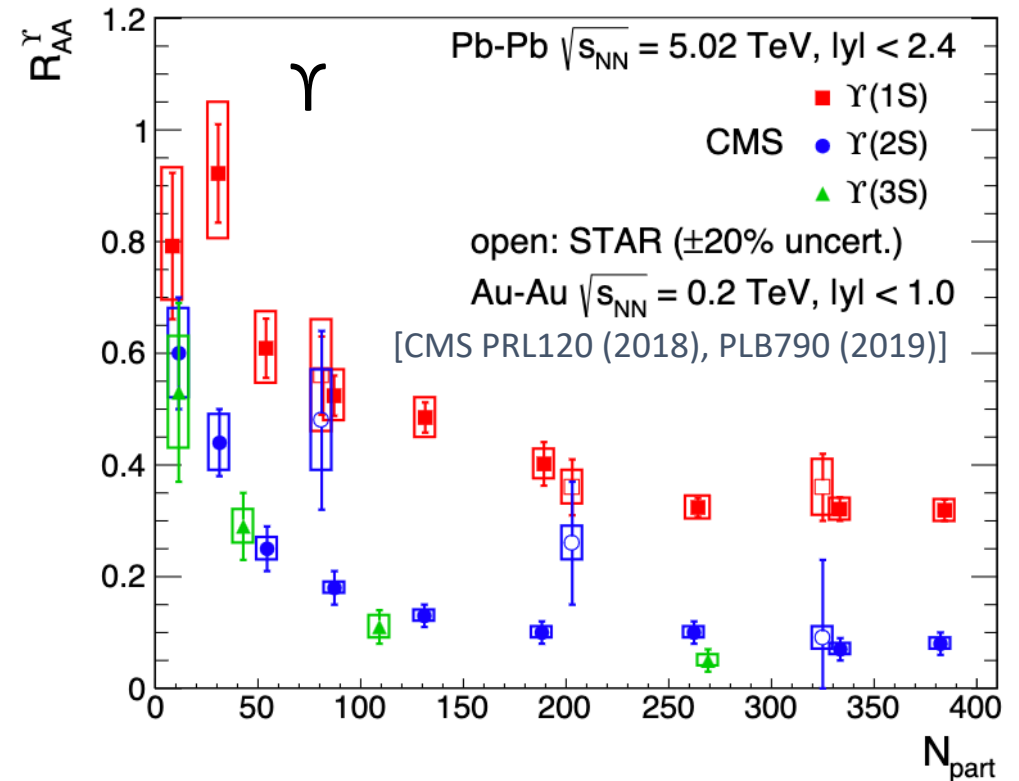 R_AA^ϒ
1.2
1
0.8
0.6
0.4
0.2
0
ϒ
Pb-Pb √s_NN = 5.02 TeV, |y| < 2.4
ϒ(1S)
CMS ϒ(2S)
ϒ(3S)
open: STAR (±20% uncert.)
Au-Au √s_NN = 0.2 TeV, |y| < 1.0
[CMS PRL120 (2018), PLB790 (2019)]
0 50 100 150 200 250 300 350 400
N_part